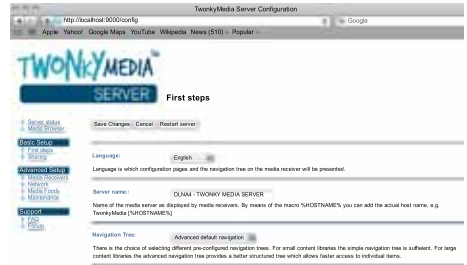 TwonkyMedia Server Configuration
http://localhost:9000/config
Google
Apple Yahoo! Google Maps YouTube Wikipedia News (510) Popular
TWONKYMEDIA
SERVER
First steps
Server status
Media Browser
Save Changes Cancel Restart server
Basic Setup
First steps
Sharing
Language:
English
Language is which configuration pages and the navigation tree on the media receiver will be presented.
Advanced Setup
Media Receivers
Network
Media Feeds
Maintenance
Server name::
DLNA4 - TWONKY MEDIA SERVER
Name of the media server as displayed by media receivers. By means of the macro %HOSTNAME% you can add the actual host name, e.g.
TwonkyMedia [%HOSTNAME%]
Support
FAQ
Forum
Navigation Tree:
Advanced default navigation
There is the choice of selecting different pre-configured navigation trees. For small content libraries the simple navigation tree is suffieient. For large
content libraries the advanced navigation tree provides a better structured tree which allows faster access to individual items.